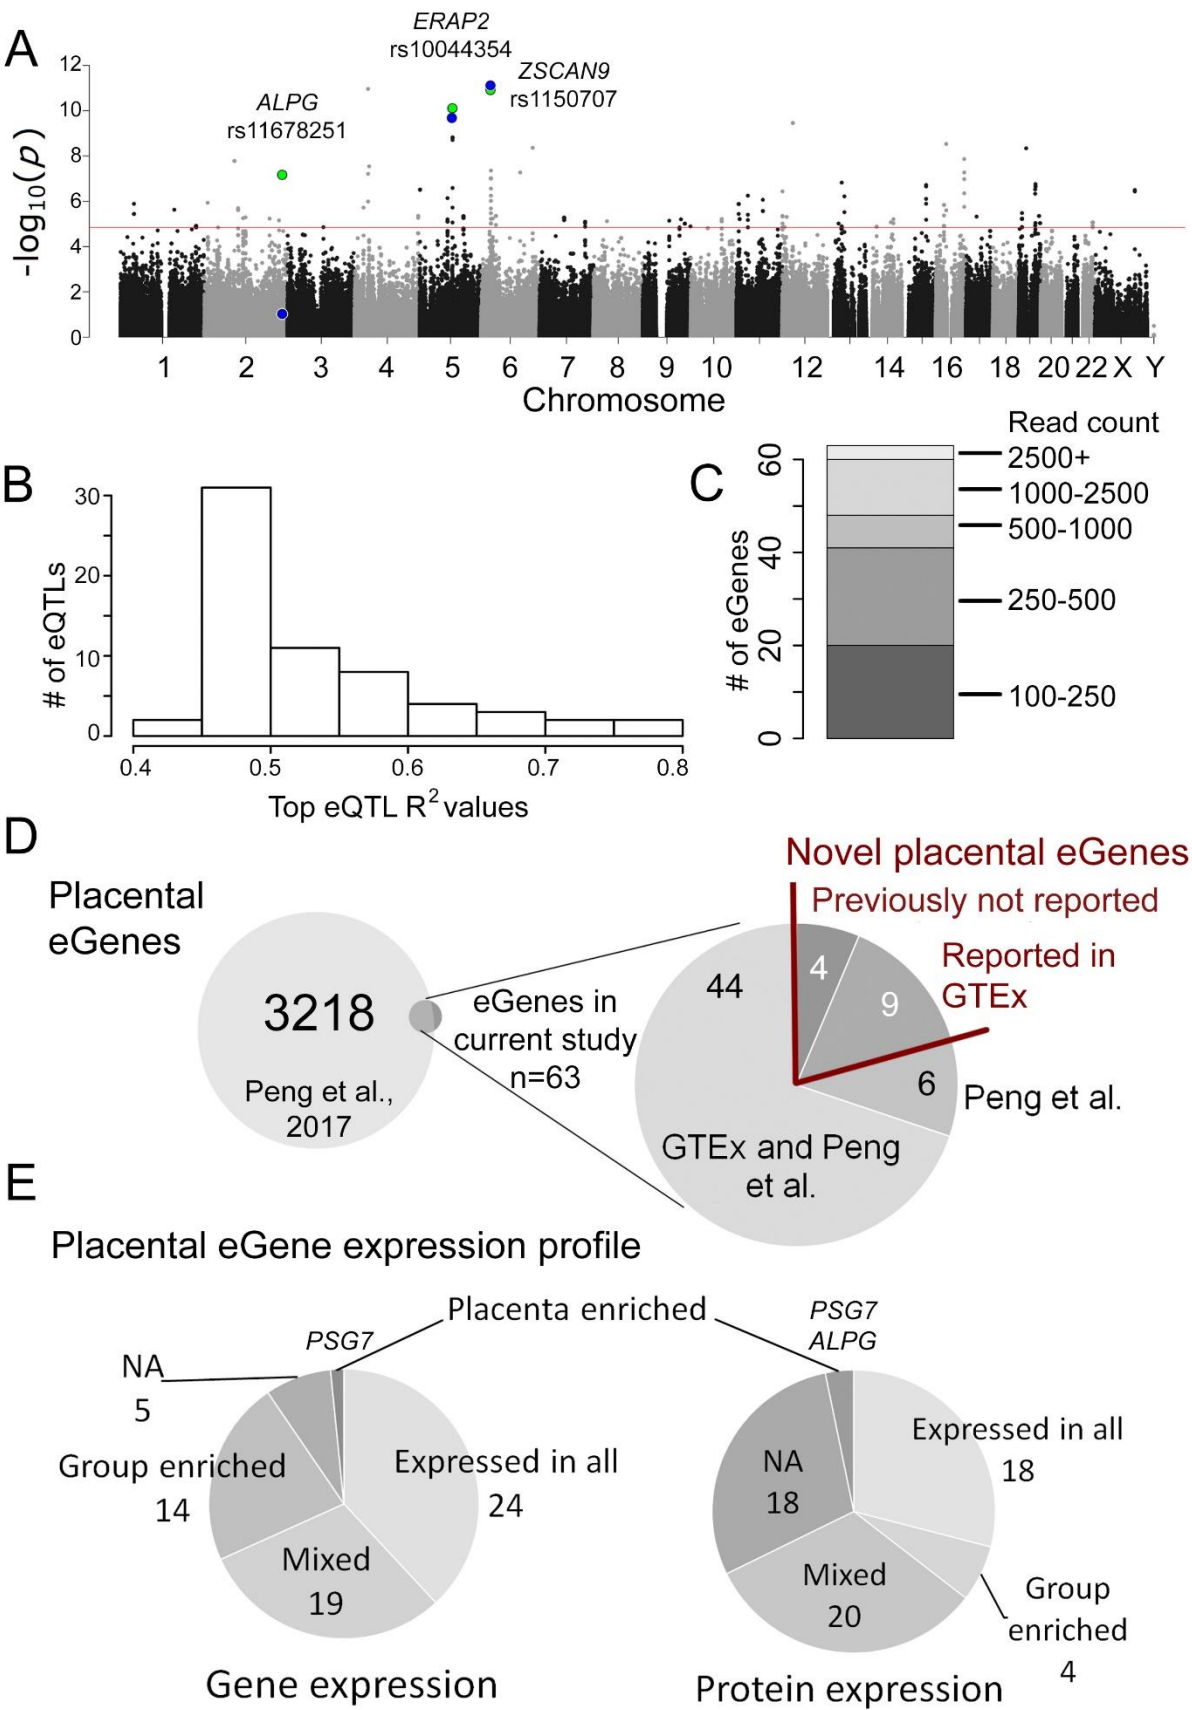 A
ERAP2
rs10044354
ZSCAN9
rs1150707
ALPG
rs11678251
-log10(p)
12
10
8
6
4
2
0
1 2 3 4 5 6 7 8 9 10 12 14 16 18 20 22 X Y
Chromosome
B
# of eQTLs
30
20
10
0
0.4 0.5 0.6 0.7 0.8
Top eQTL R2 values
C
# of eGenes
60
40
20
0
Read count
2500+
1000-2500
500-1000
250-500
100-250
D
Placental
eGenes
3218
Peng et al.,
2017
eGenes in
current study
n=63
Novel placental eGenes
Previously not reported
Reported in
GTEx
4
9
44
6
Peng et al.
GTEx and Peng
et al.
E
Placental eGene expression profile
Placenta enriched
PSG7
NA
5
Group enriched
14
Expressed in all
24
Mixed
19
Gene expression
PSG7
ALPG
Expressed in all
18
NA
18
Mixed
20
Group
enriched
4
Protein expression